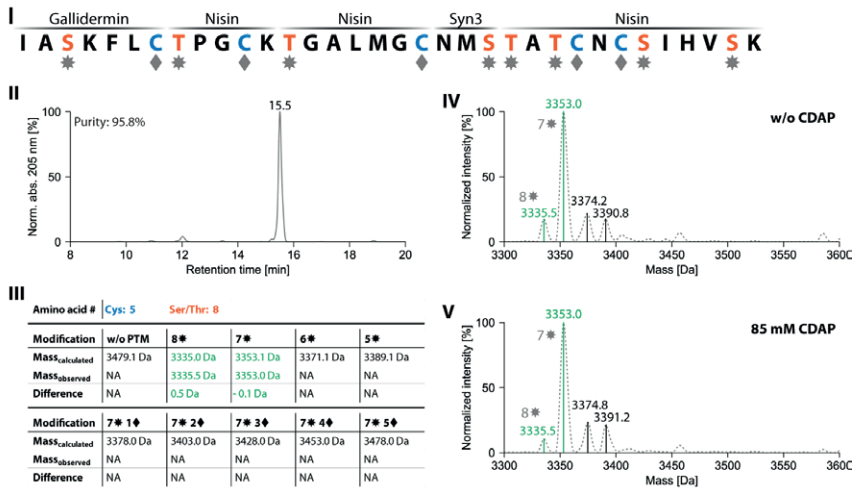 I
Gallidermin Nisin Nisin Syn3 Nisin
I A S K F L C T P G C K T G A L M G C N M S T A T C N C S I H V S K
II
Purity: 95.8%
15.5
Norm. abs. 205 nm [%]
100
50
0
8 10 12 14 16 18 20
Retention time [min]
III
Amino acid # Cys: 5 Ser/Thr: 8
Modification w/o PTM 8✸ 7✸ 6✸ 5✸
Mass calculated 3479.1 Da 3335.0 Da 3353.1 Da 3371.1 Da 3389.1 Da
Mass observed NA 3335.5 Da 3353.0 Da NA NA
Difference NA 0.5 Da - 0.1 Da NA NA
Modification 7✸ 1♦ 7✸ 2♦ 7✸ 3♦ 7✸ 4♦ 7✸ 5♦
Mass calculated 3378.0 Da 3403.0 Da 3428.0 Da 3453.0 Da 3478.0 Da
Mass observed NA NA NA NA NA
Difference NA NA NA NA NA
IV
w/o CDAP
3353.0
7✸
8✸
3335.5
3374.2
3390.8
Normalized intensity [%]
100
50
0
3300 3350 3400 3450 3500 3550 3600
Mass [Da]
V
85 mM CDAP
3353.0
7✸
8✸
3335.5
3374.8
3391.2
Normalized intensity [%]
100
50
0
3300 3350 3400 3450 3500 3550 3600
Mass [Da]